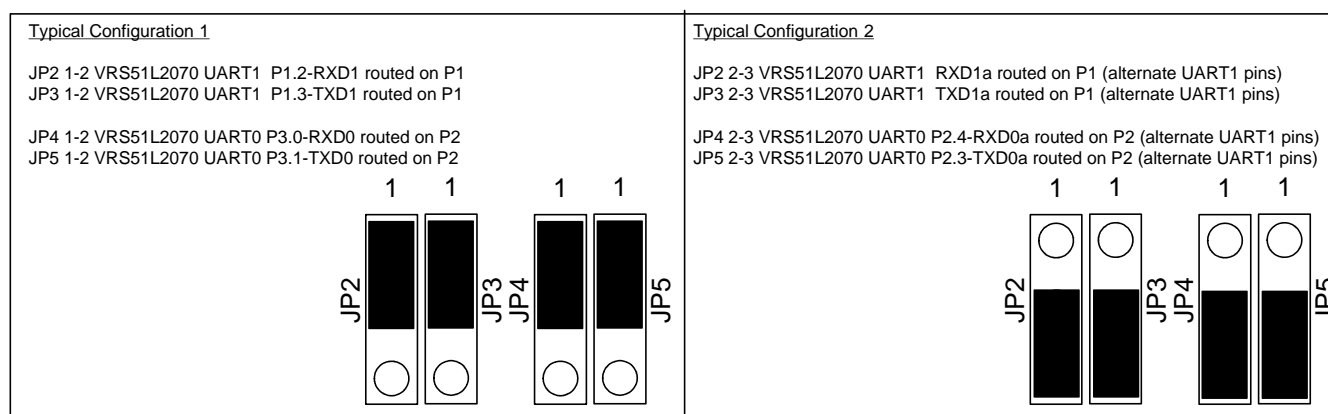 Typical Configuration 1
JP2 1-2 VRS51L2070 UART1 P1.2-RXD1 routed on P1
JP3 1-2 VRS51L2070 UART1 P1.3-TXD1 routed on P1
JP4 1-2 VRS51L2070 UART0 P3.0-RXD0 routed on P2
JP5 1-2 VRS51L2070 UART0 P3.1-TXD0 routed on P2
1 1 1 1
JP2 JP3 JP4 JP5
Typical Configuration 2
JP2 2-3 VRS51L2070 UART1 RXD1a routed on P1 (alternate UART1 pins)
JP3 2-3 VRS51L2070 UART1 TXD1a routed on P1 (alternate UART1 pins)
JP4 2-3 VRS51L2070 UART0 P2.4-RXD0a routed on P2 (alternate UART1 pins)
JP5 2-3 VRS51L2070 UART0 P2.3-TXD0a routed on P2 (alternate UART1 pins)
1 1 1 1
JP2 JP3 JP4 JP5